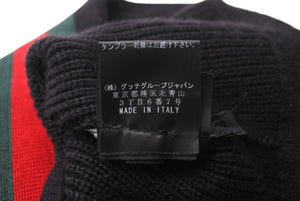 タンブラー乾燥はお避け下さい。
(株)グッチグループジャパン
東京都港区北青山
3丁目6番7号
MADE IN ITALY